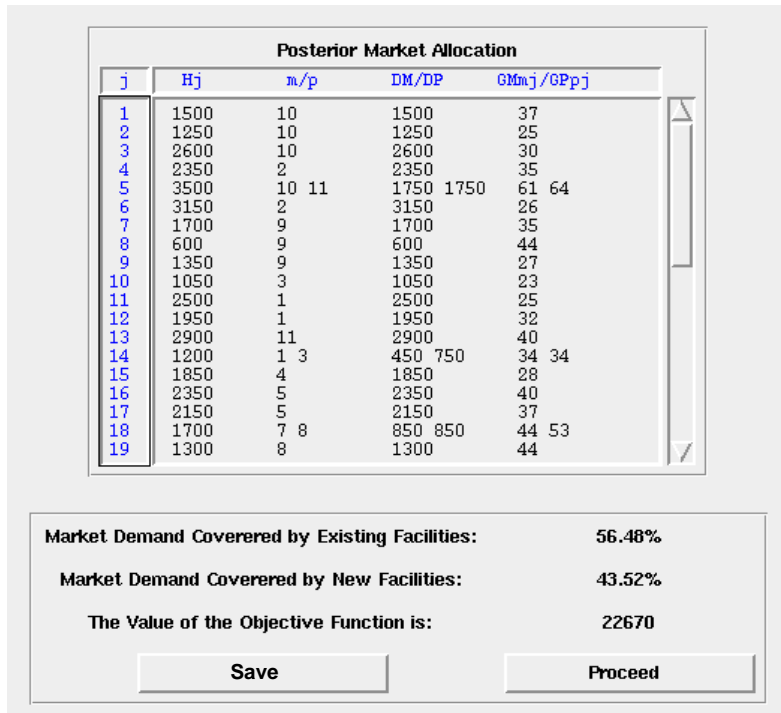 Posterior Market Allocation
j Hj m/p DM/DP GMmj/GPpj
1 1500 10 1500 37
2 1250 10 1250 25
3 2600 10 2600 30
4 2350 2 2350 35
5 3500 10 11 1750 1750 61 64
6 3150 2 3150 26
7 1700 9 1700 35
8 600 9 600 44
9 1350 9 1350 27
10 1050 3 1050 23
11 2500 1 2500 25
12 1950 1 1950 32
13 2900 11 2900 40
14 1200 1 3 450 750 34 34
15 1850 4 1850 28
16 2350 5 2350 40
17 2150 5 2150 37
18 1700 7 8 850 850 44 53
19 1300 8 1300 44
Market Demand Coverered by Existing Facilities: 56.48%
Market Demand Coverered by New Facilities: 43.52%
The Value of the Objective Function is: 22670
Save Proceed